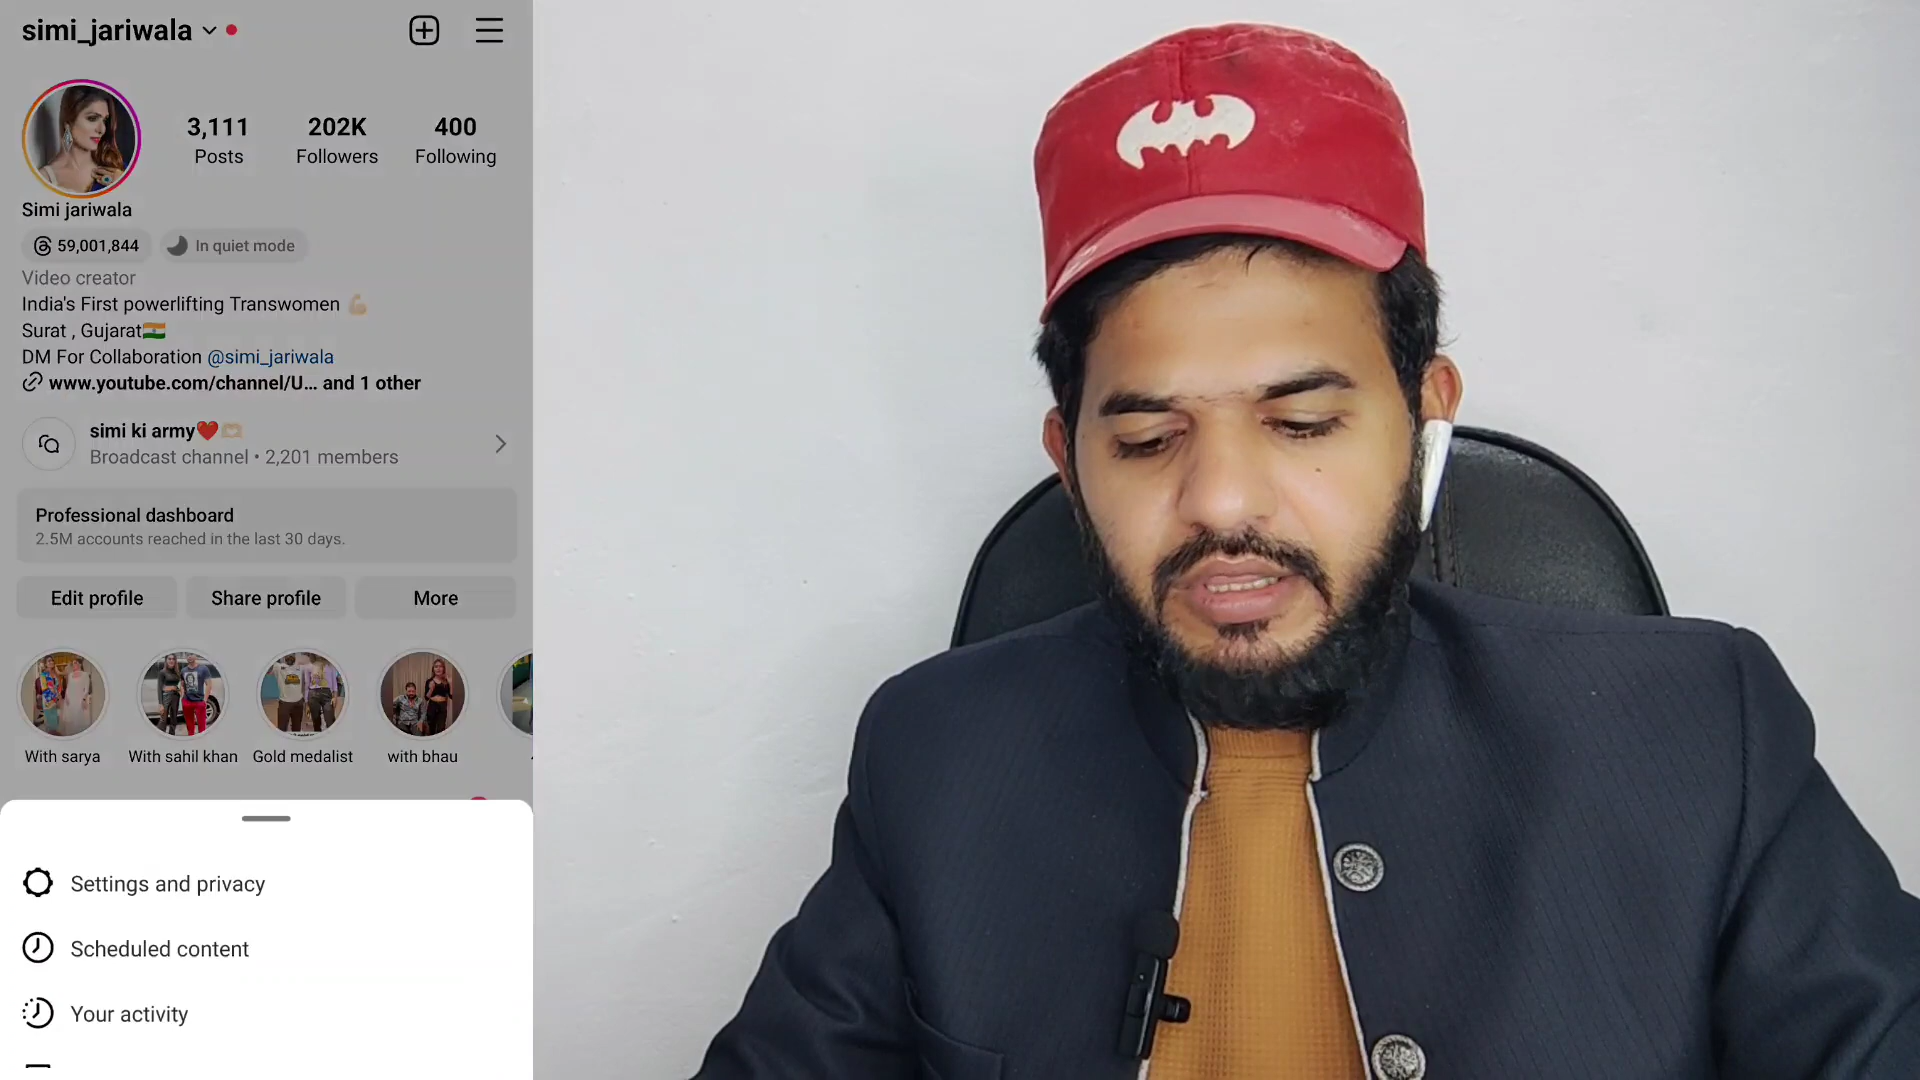 simi_jariwala
3,111 202K 400
Posts Followers Following
Simi jariwala
59,001,844 In quiet mode
Video creator
India's First powerlifting Transwomen 💪🏻
Surat , Gujarat🇮🇳
DM For Collaboration @simi_jariwala
www.youtube.com/channel/U... and 1 other
simi ki army❤️🫶🏻
Broadcast channel • 2,201 members
Professional dashboard
2.5M accounts reached in the last 30 days.
Edit profile Share profile More
With sarya With sahil khan Gold medalist with bhau
Settings and privacy
Scheduled content
Your activity